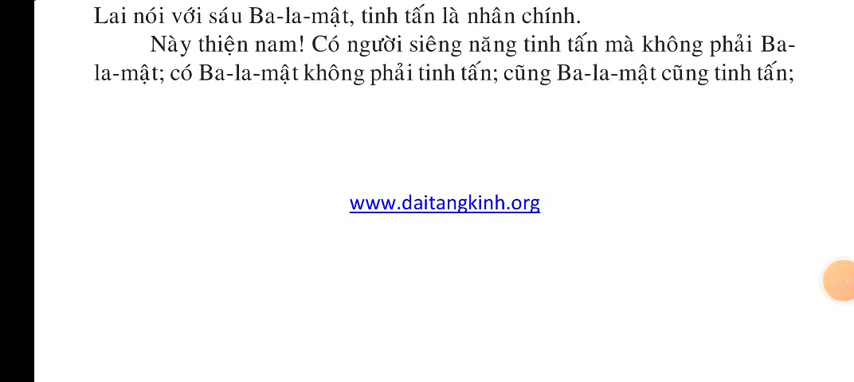 Lai nói với sáu Ba-la-mật, tinh tấn là nhân chính.
Này thiện nam! Có người siêng năng tinh tấn mà không phải Ba-
la-mật; có Ba-la-mật không phải tinh tấn; cũng Ba-la-mật cũng tinh tấn;
www.daitangkinh.org